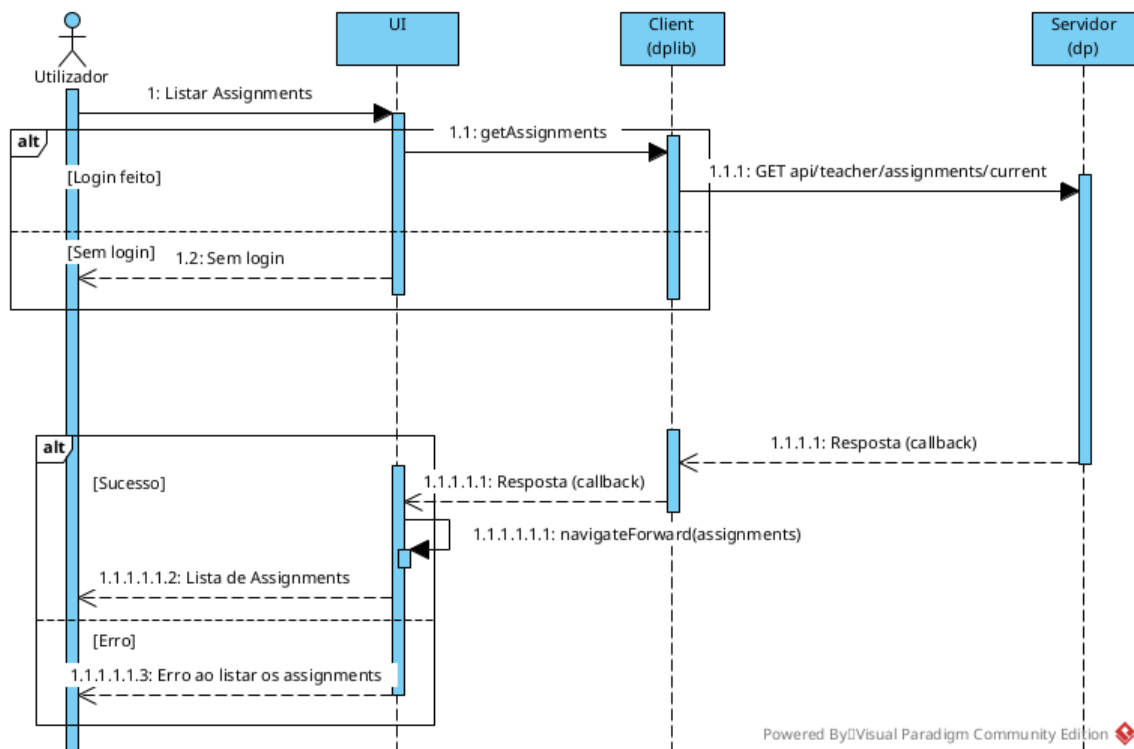 UI
Client
(dplib)
Servidor
(dp)
Utilizador
1: Listar Assignments
alt
1.1: getAssignments
[Login feito]
1.1.1: GET api/teacher/assignments/current
[Sem login]
1.2: Sem login
alt
1.1.1.1: Resposta (callback)
[Sucesso]
1.1.1.1.1: Resposta (callback)
1.1.1.1.1.1: navigateForward(assignments)
1.1.1.1.1.2: Lista de Assignments
[Erro]
1.1.1.1.1.3: Erro ao listar os assignments
Powered By Visual Paradigm Community Edition